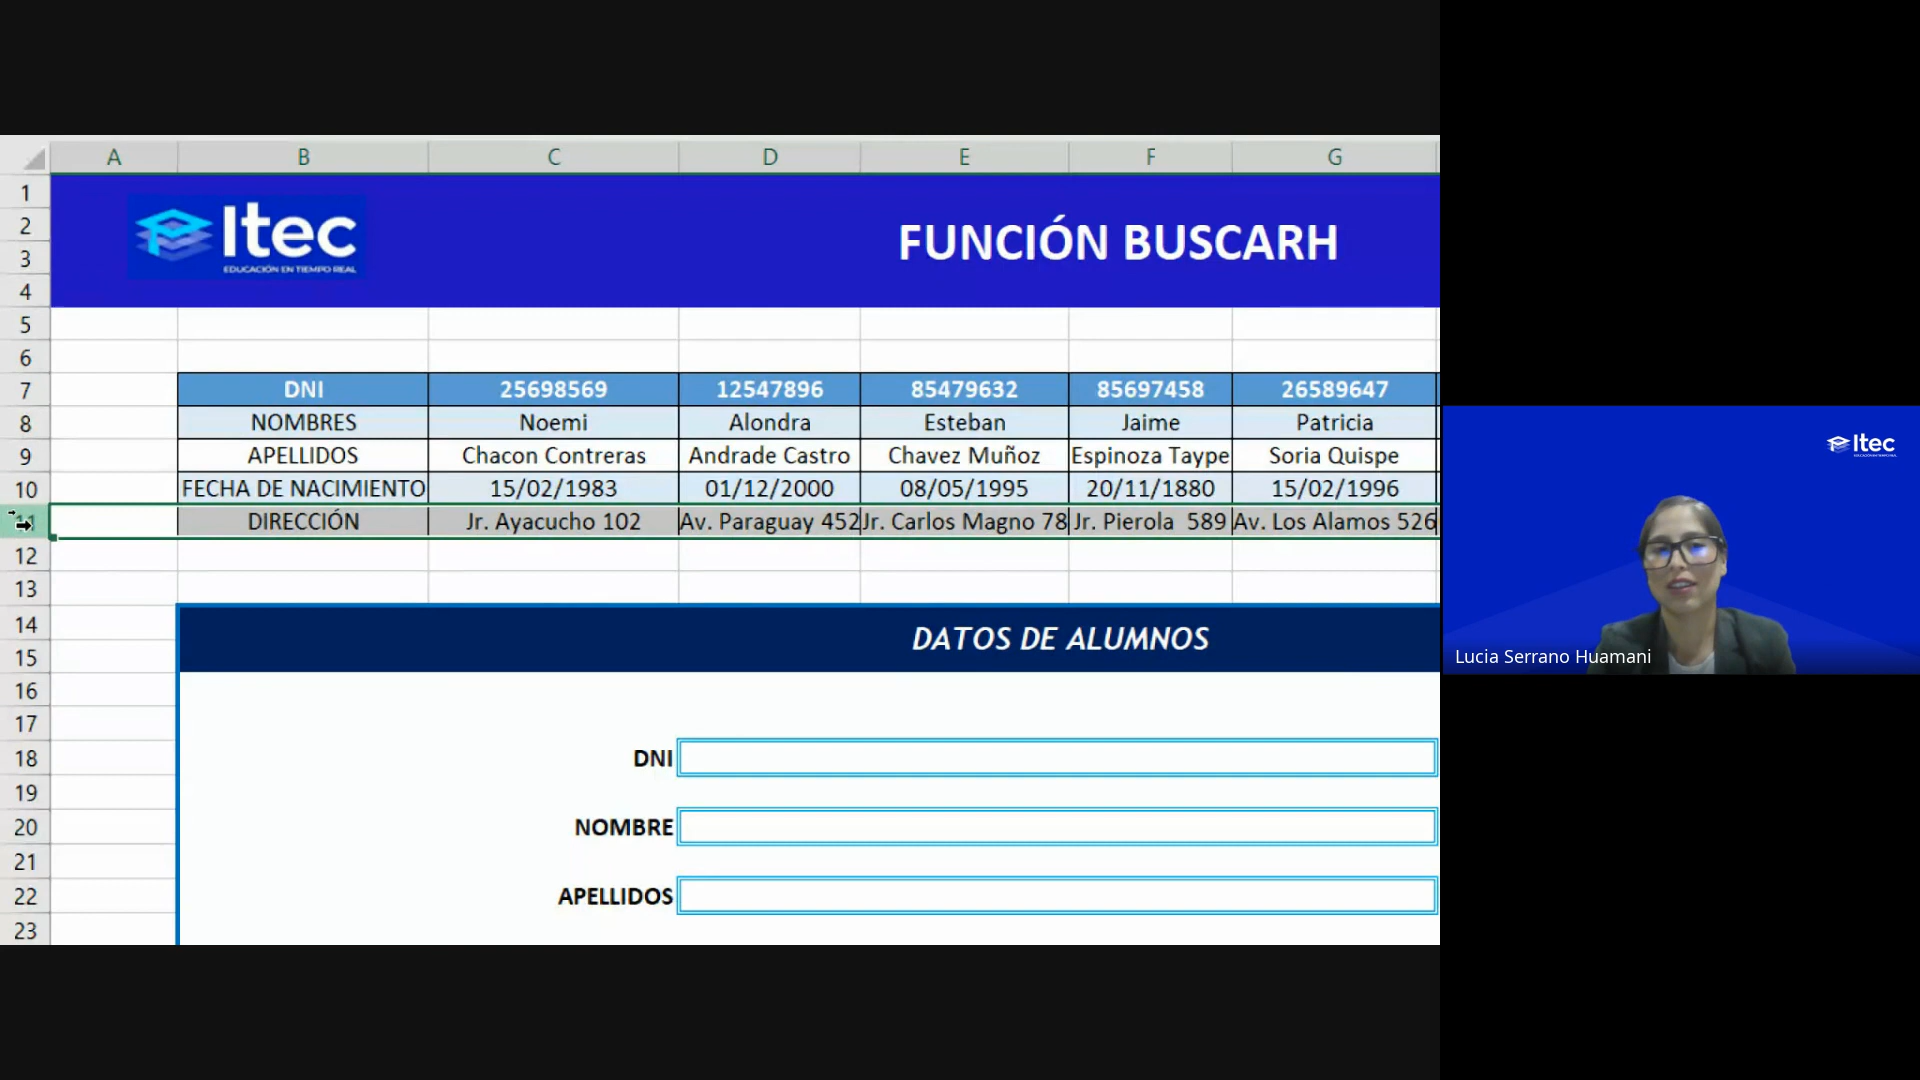 A B C D E F G
1
2
3
4
Itec
EDUCACIÓN EN TIEMPO REAL
FUNCIÓN BUSCARH
5
6
7 DNI 25698569 12547896 85479632 85697458 26589647
8 NOMBRES Noemi Alondra Esteban Jaime Patricia
9 APELLIDOS Chacon Contreras Andrade Castro Chavez Muñoz Espinoza Taype Soria Quispe
10 FECHA DE NACIMIENTO 15/02/1983 01/12/2000 08/05/1995 20/11/1880 15/02/1996
DIRECCIÓN Jr. Ayacucho 102 Av. Paraguay 452 Jr. Carlos Magno 78 Jr. Pierola 589 Av. Los Alamos 526
12
13
14
15
DATOS DE ALUMNOS
16
17
18 DNI
19
20 NOMBRE
21
22 APELLIDOS
23
Itec
Lucia Serrano Huamani